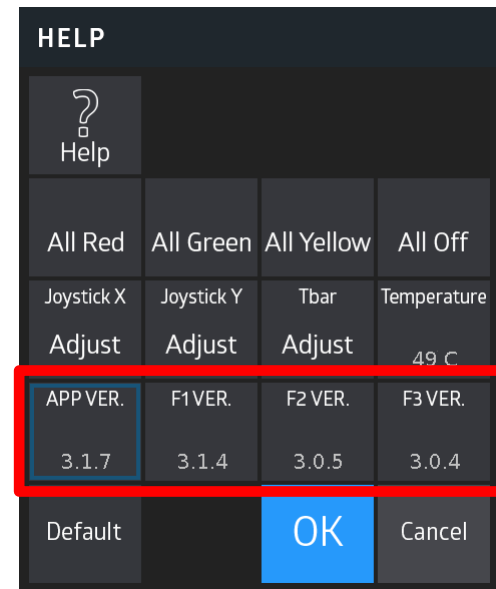 HELP
?
Help
All Red All Green All Yellow All Off
Joystick X Joystick Y Tbar Temperature
Adjust Adjust Adjust 49 C
APP VER. F1 VER. F2 VER. F3 VER.
3.1.7 3.1.4 3.0.5 3.0.4
Default OK Cancel